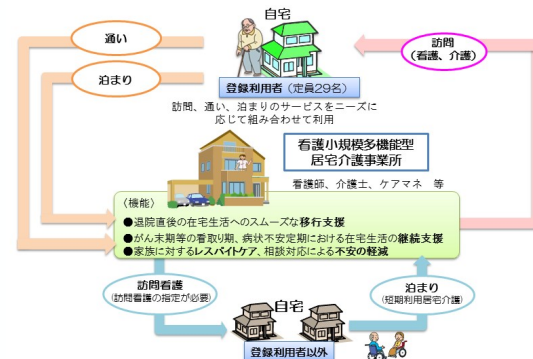 自宅
通い
泊まり
訪問
(看護、介護)
登録利用者(定員29名)
訪問、通い、泊まりのサービスをニーズに
応じて組み合わせて利用
看護小規模多機能型
居宅介護事業所
看護師、介護士、ケアマネ 等
(機能)
●退院直後の在宅生活へのスムーズな移行支援
●がん末期等の看取り期、病状不安定期における在宅生活の継続支援
●家族に対するレスパイトケア、相談対応による不安の軽減
訪問看護
(訪問看護の指定が必要)
自宅
泊まり
(短期利用居宅介護)
登録利用者以外